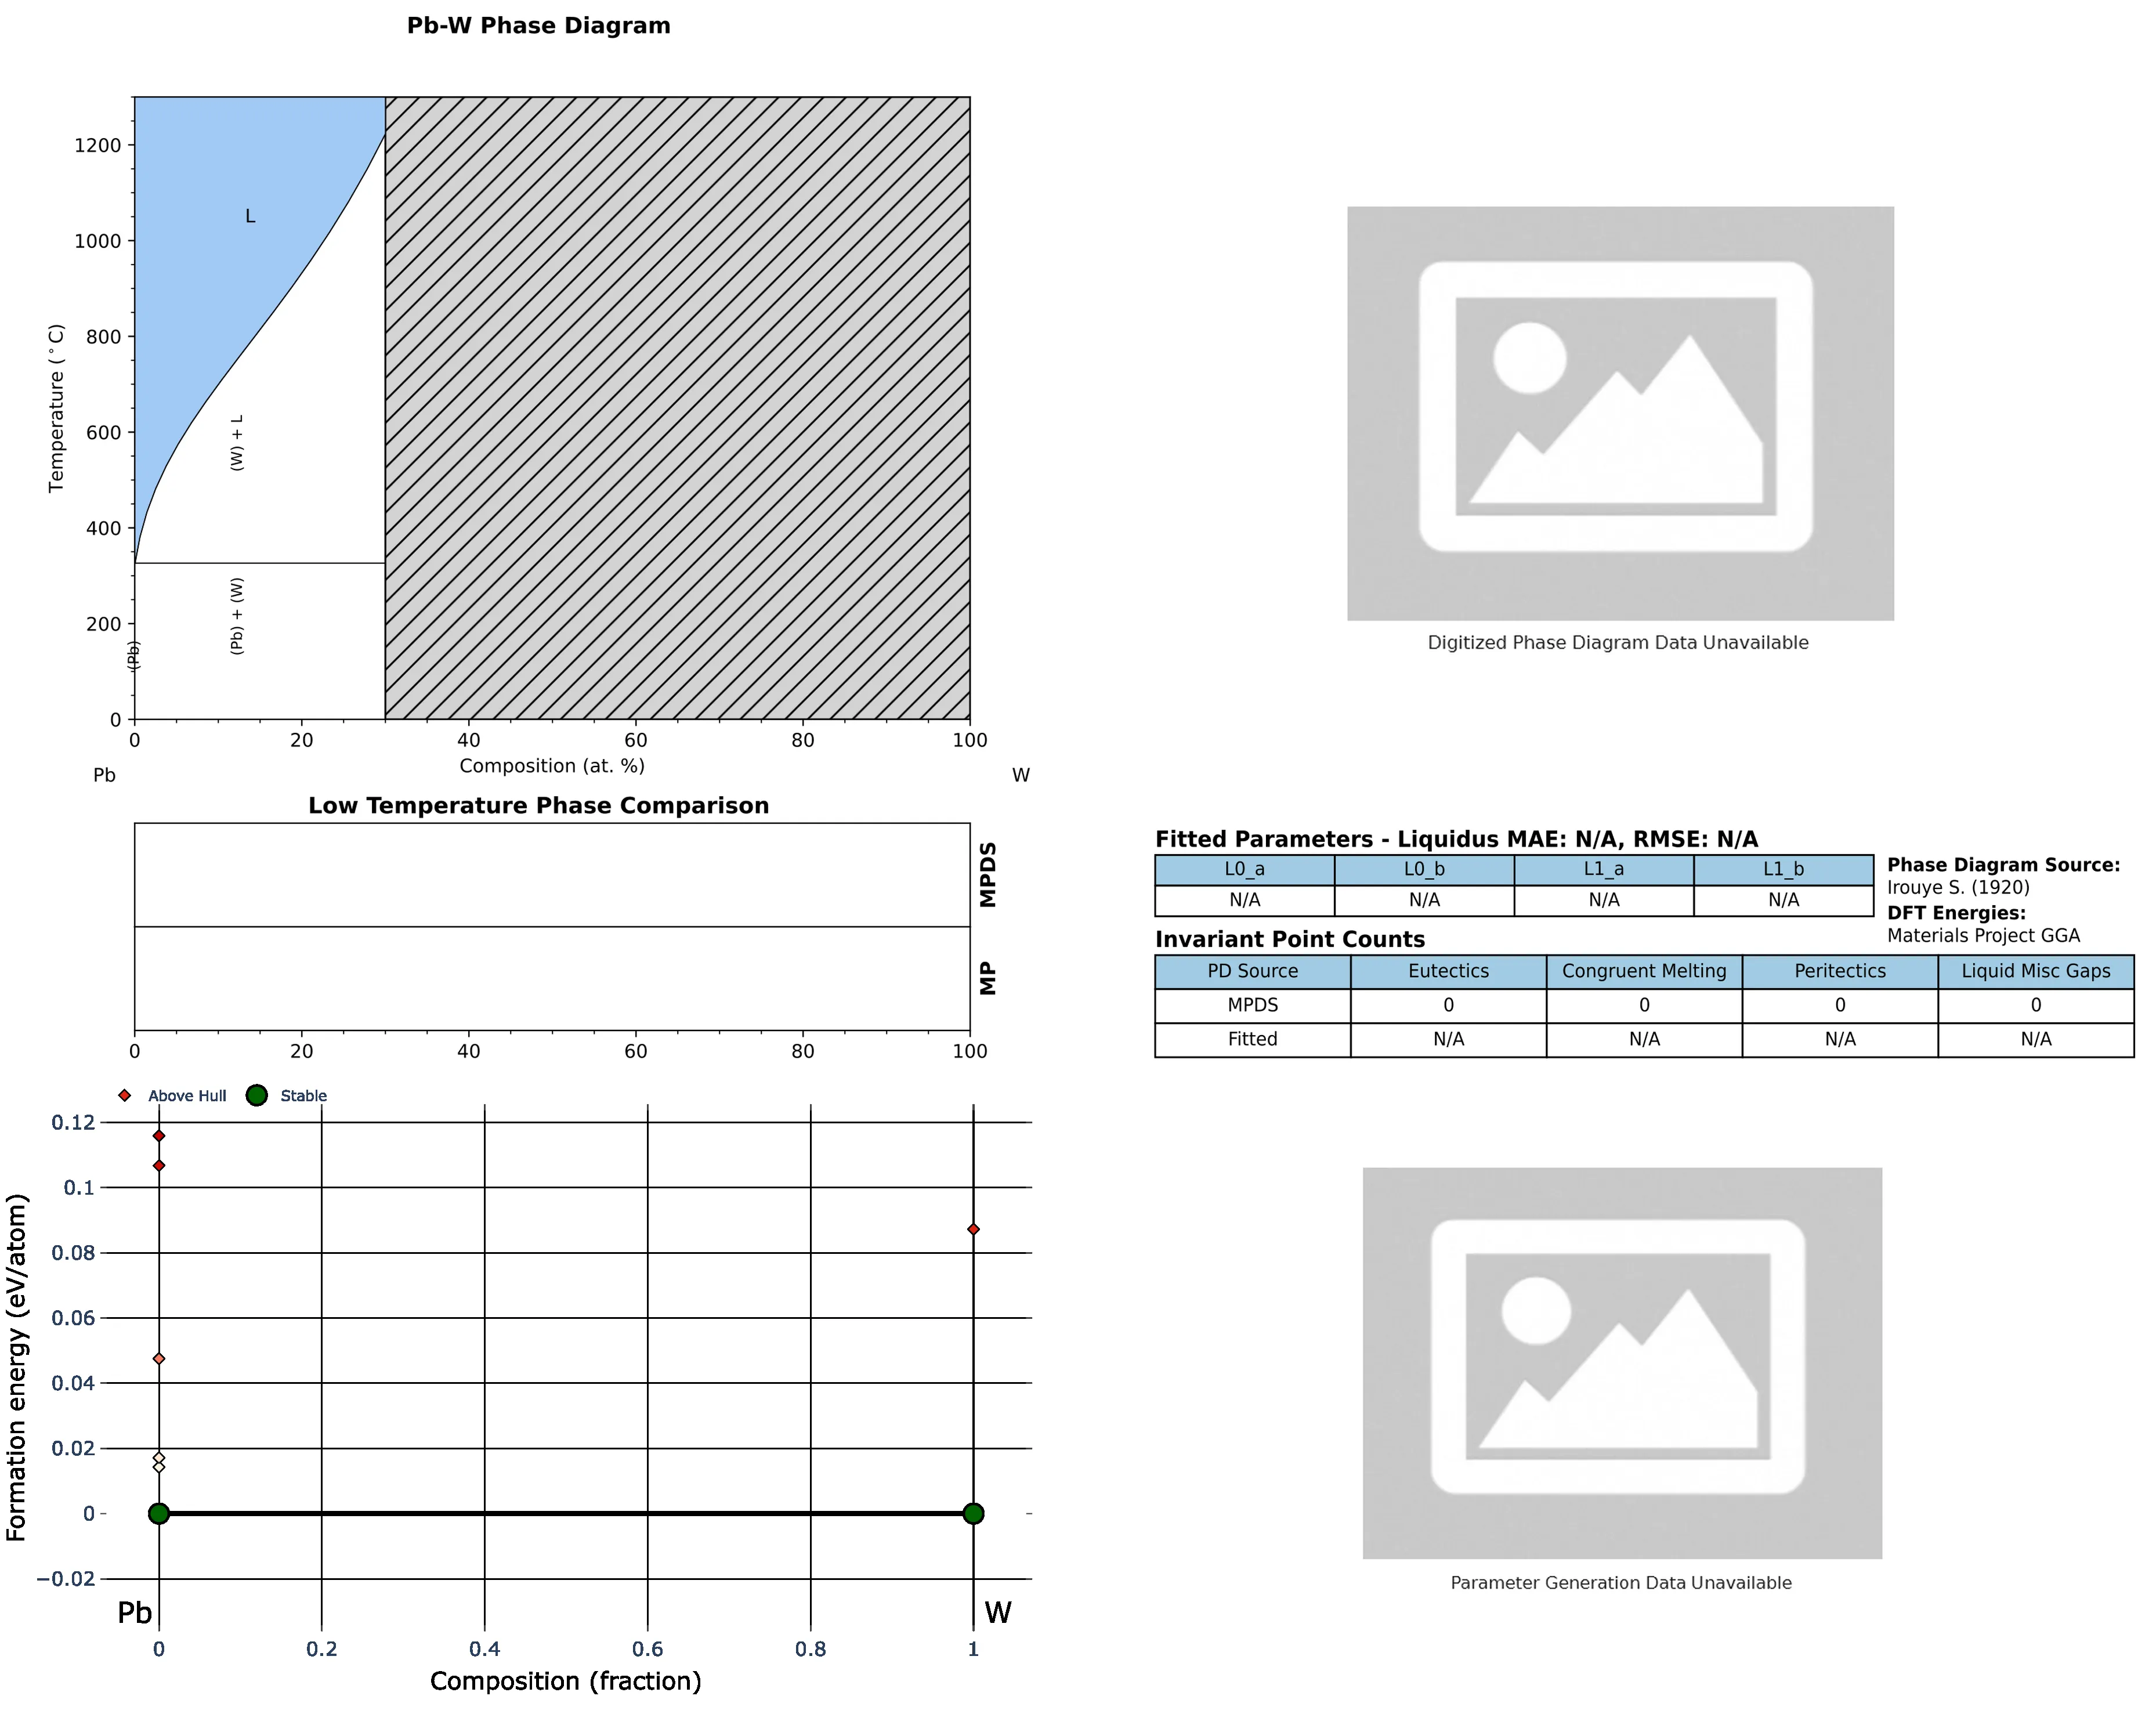 Pb-W Phase Diagram
1200
1000
800
600
400
200
0
Temperature (°C)
L
(W) + L
(Pb) + (W)
(Pb)
0 20 40 60 80 100
Composition (at. %)
Pb W
Digitized Phase Diagram Data Unavailable
Low Temperature Phase Comparison
MPDS
MP
0 20 40 60 80 100
Fitted Parameters - Liquidus MAE: N/A, RMSE: N/A
L0_a L0_b L1_a L1_b
N/A N/A N/A N/A
Phase Diagram Source:
Irouye S. (1920)
DFT Energies:
Materials Project GGA
Invariant Point Counts
PD Source Eutectics Congruent Melting Peritectics Liquid Misc Gaps
MPDS 0 0 0 0
Fitted N/A N/A N/A N/A
Above Hull Stable
0.12
0.1
0.08
0.06
0.04
0.02
0
−0.02
Formation energy (eV/atom)
Pb W
0 0.2 0.4 0.6 0.8 1
Composition (fraction)
Parameter Generation Data Unavailable